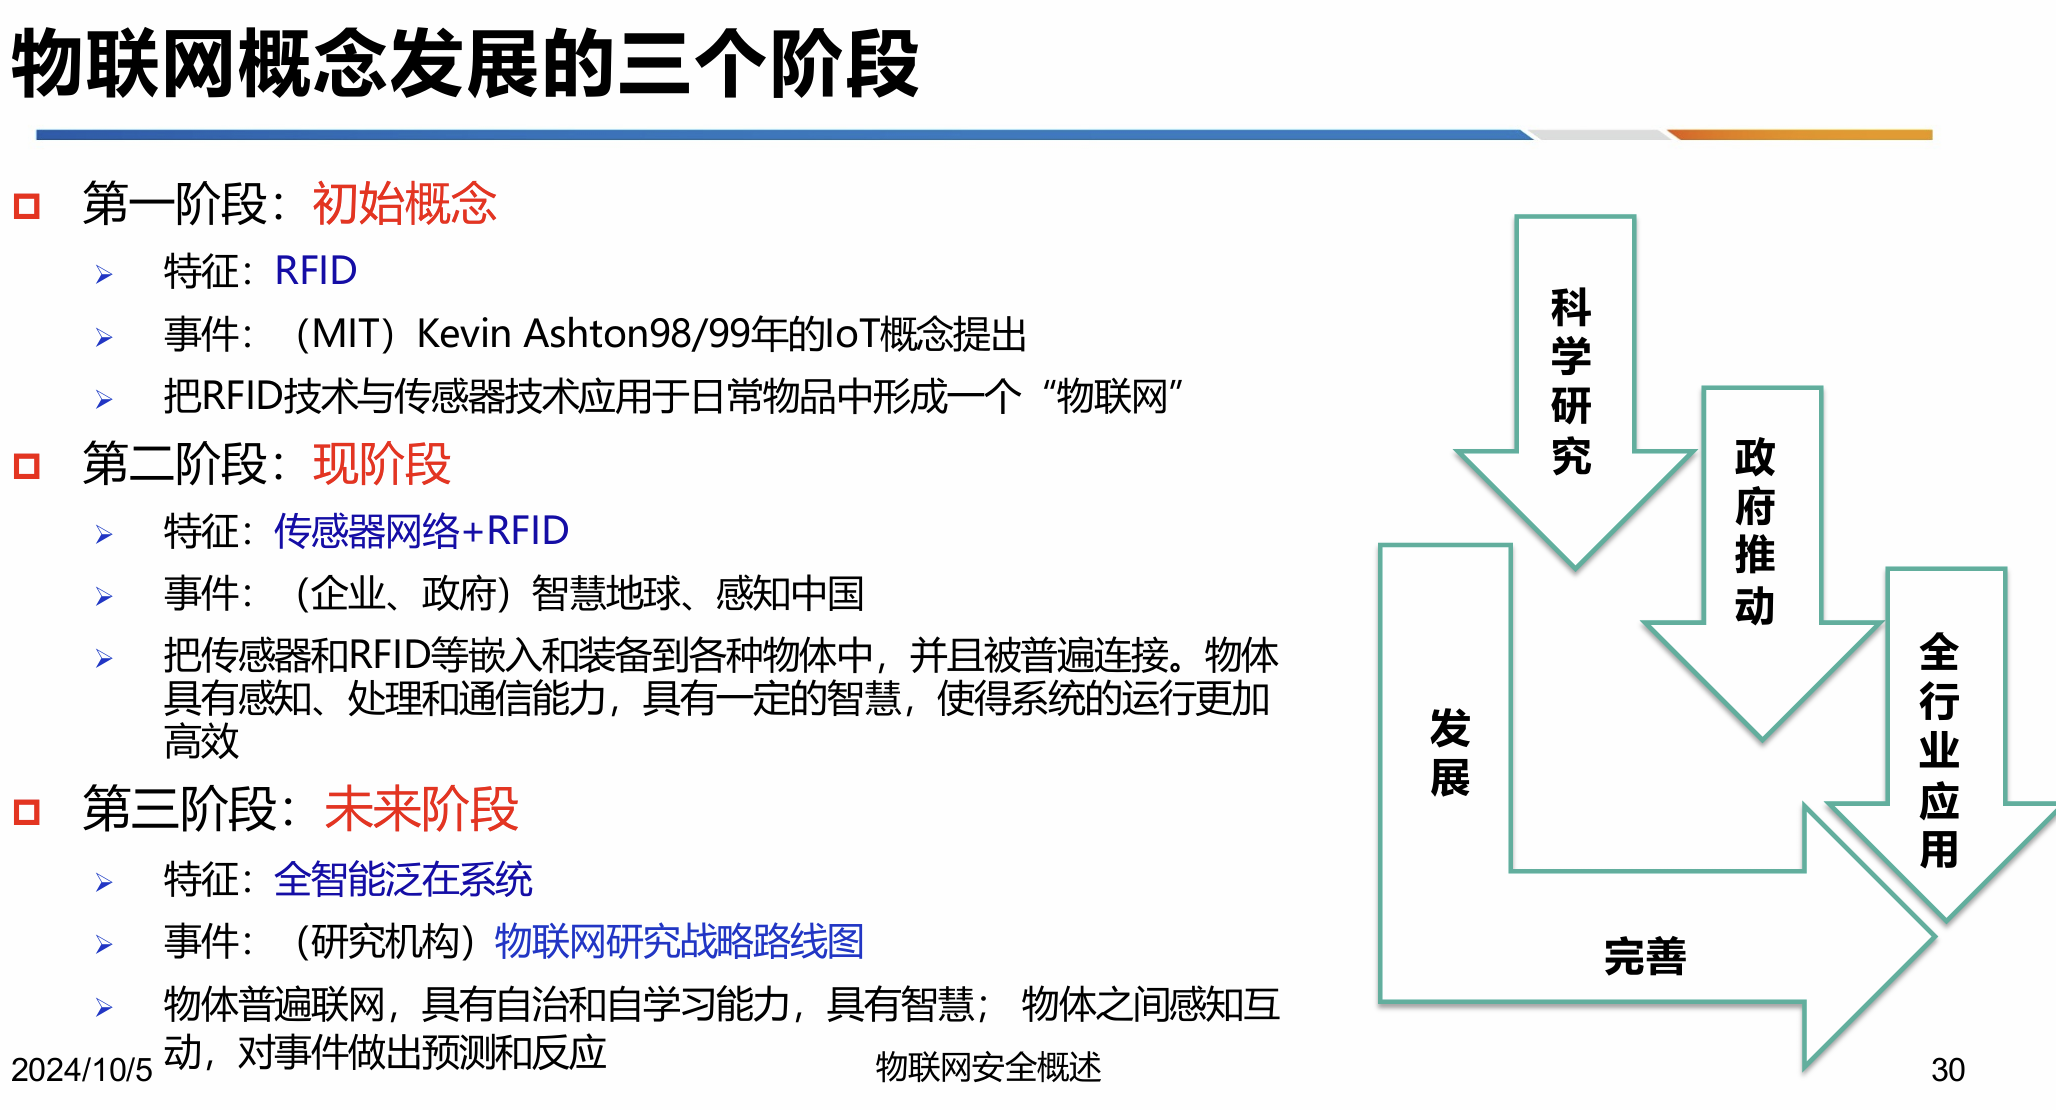 物联网概念发展的三个阶段
第一阶段：初始概念
特征：RFID
事件：（MIT）Kevin Ashton98/99年的IoT概念提出
把RFID技术与传感器技术应用于日常物品中形成一个“物联网”
第二阶段：现阶段
特征：传感器网络+RFID
事件：（企业、政府）智慧地球、感知中国
把传感器和RFID等嵌入和装备到各种物体中，并且被普遍连接。物体
具有感知、处理和通信能力，具有一定的智慧，使得系统的运行更加
高效
第三阶段：未来阶段
特征：全智能泛在系统
事件：（研究机构）物联网研究战略路线图
物体普遍联网，具有自治和自学习能力，具有智慧； 物体之间感知互
动，对事件做出预测和反应
科学研究
政府推动
全行业应用
发展
完善
2024/10/5
物联网安全概述
30